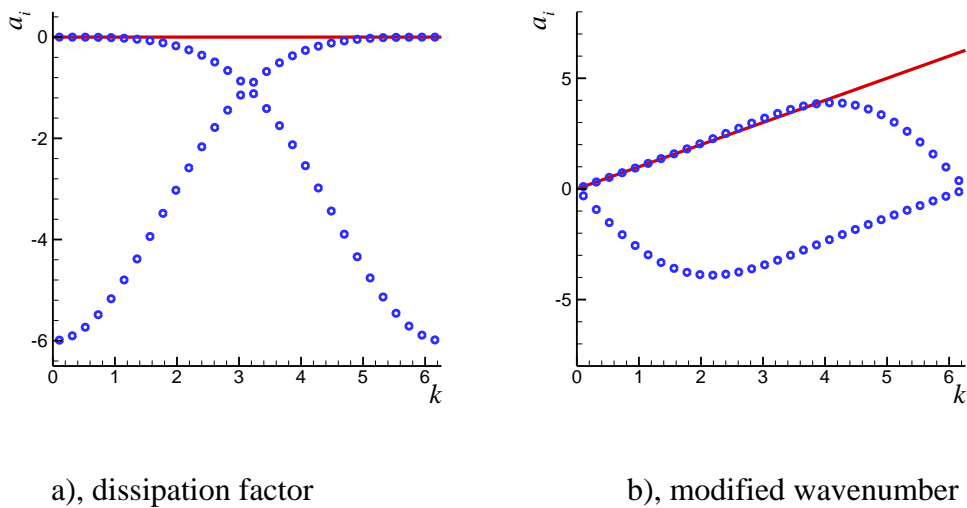 a_i
0
-2
-4
-6
0 1 2 3 4 5 6
k
a_i
5
0
-5
0 1 2 3 4 5 6
k
a), dissipation factor
b), modified wavenumber